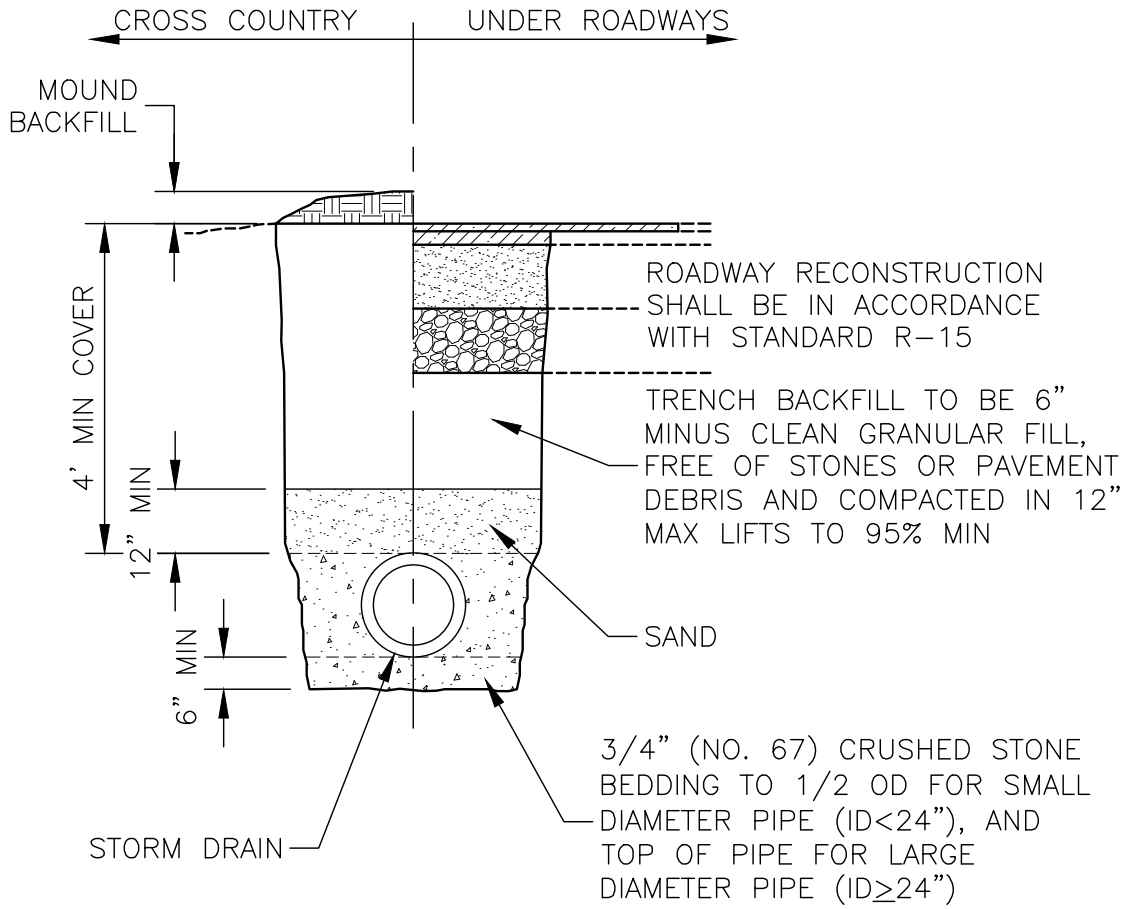 CROSS COUNTRY
UNDER ROADWAYS
MOUND
BACKFILL
4' MIN COVER
12” MIN
6” MIN
ROADWAY RECONSTRUCTION
SHALL BE IN ACCORDANCE
WITH STANDARD R-15
TRENCH BACKFILL TO BE 6”
MINUS CLEAN GRANULAR FILL,
FREE OF STONES OR PAVEMENT
DEBRIS AND COMPACTED IN 12”
MAX LIFTS TO 95% MIN
SAND
3/4” (NO. 67) CRUSHED STONE
BEDDING TO 1/2 OD FOR SMALL
DIAMETER PIPE (ID<24”), AND
TOP OF PIPE FOR LARGE
DIAMETER PIPE (ID≥24”)
STORM DRAIN